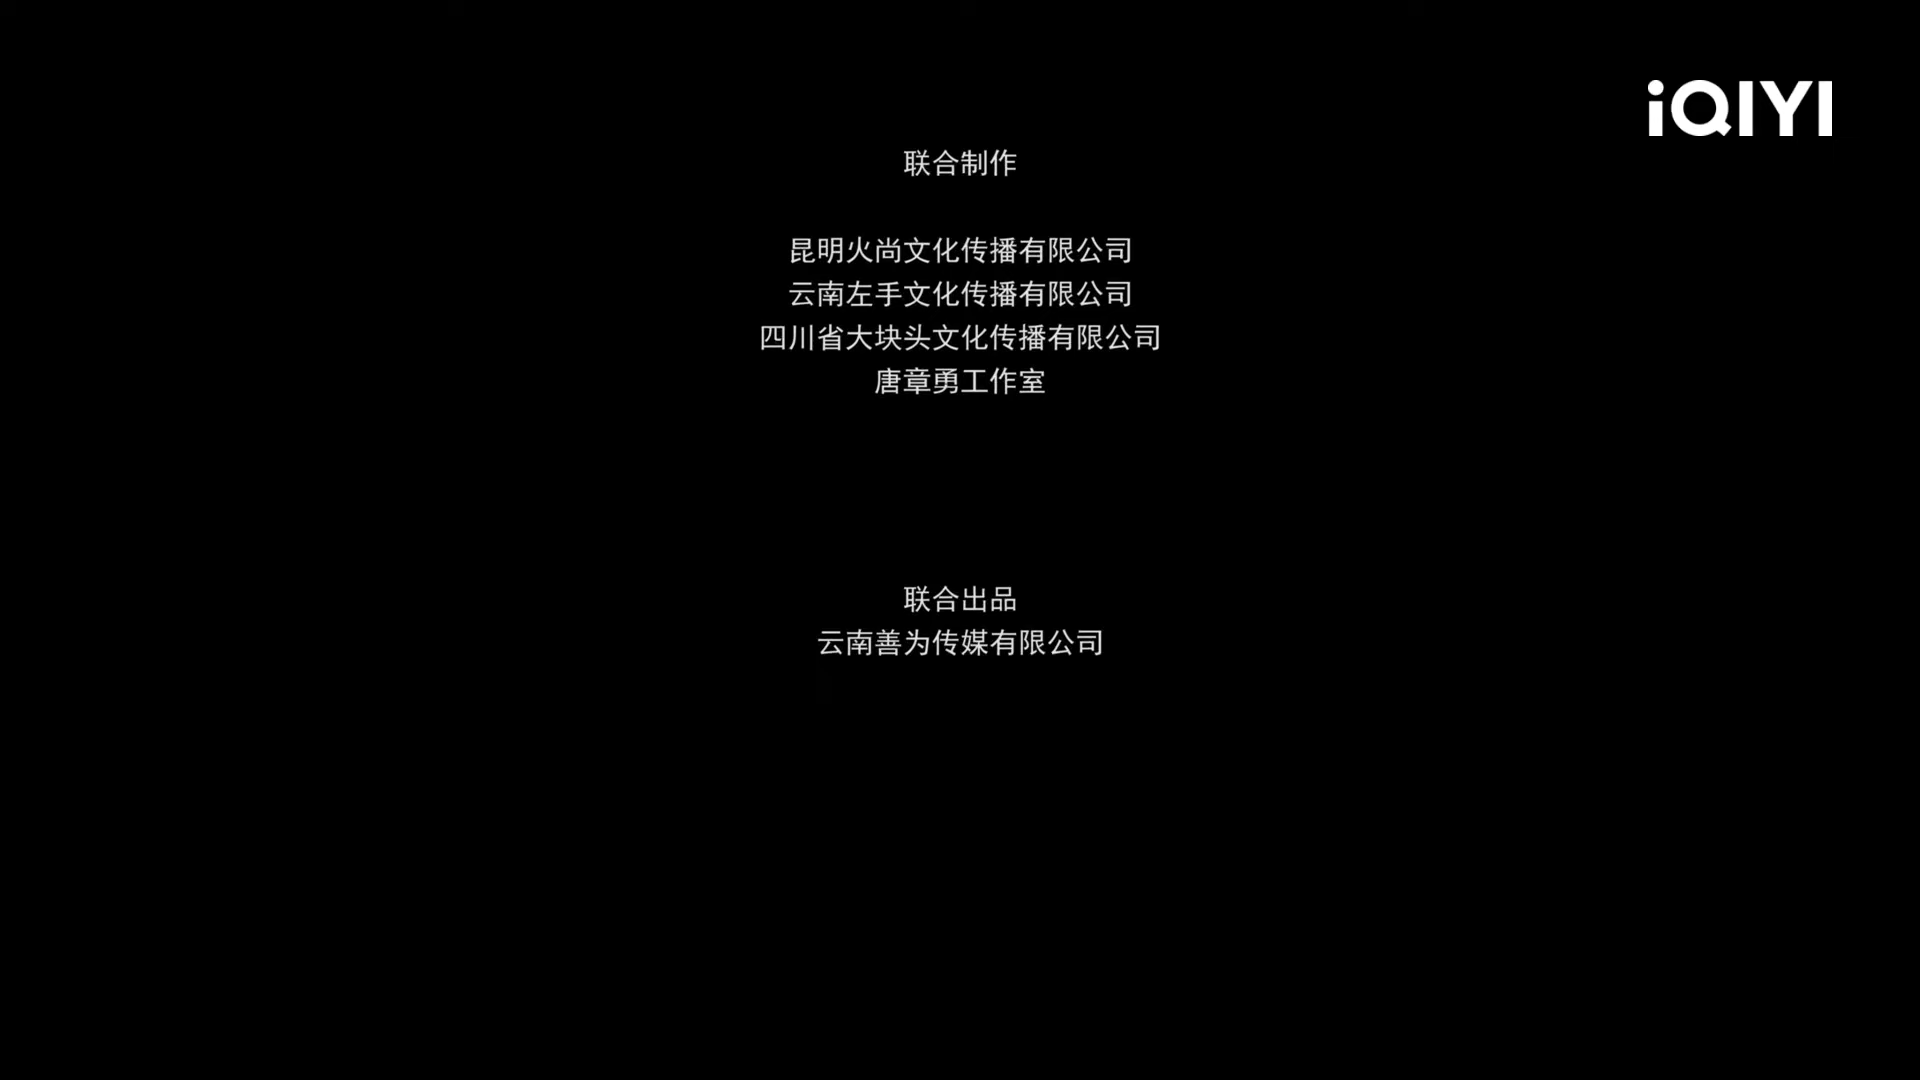 iQIYI
联合制作
昆明火尚文化传播有限公司
云南左手文化传播有限公司
四川省大块头文化传播有限公司
唐章勇工作室
联合出品
云南善为传媒有限公司